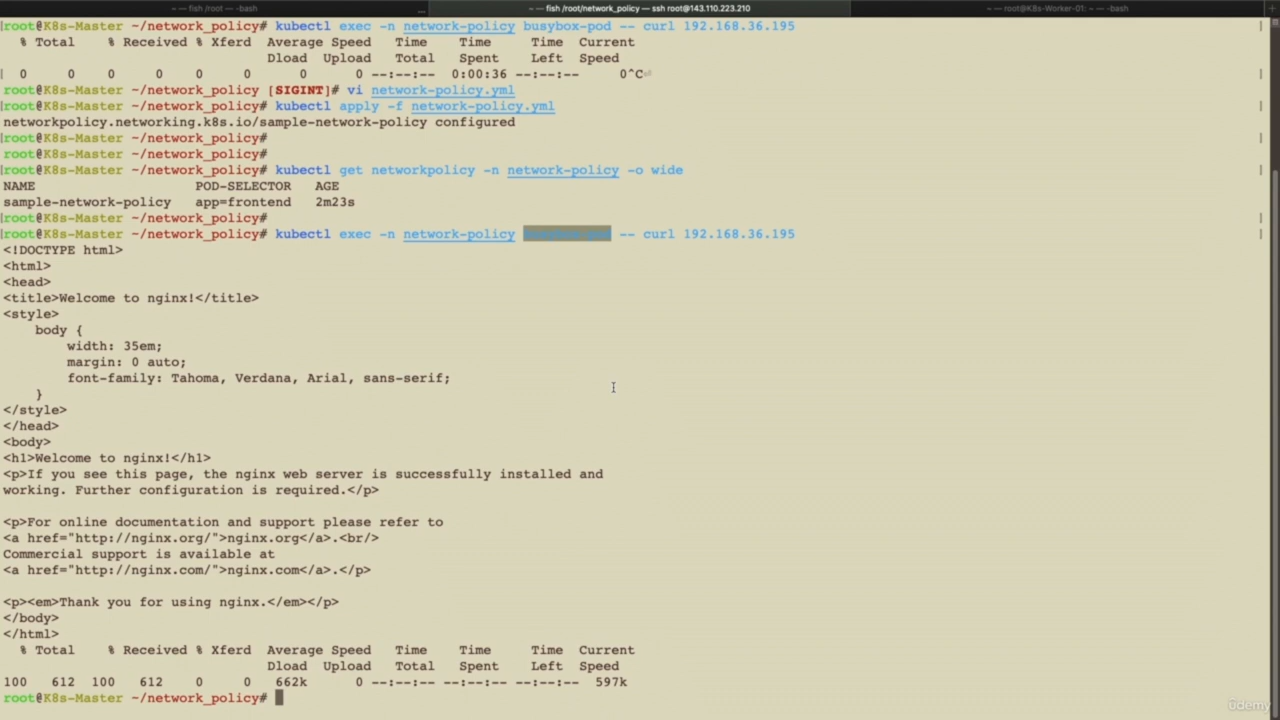 — — fish /root — -bash
— — fish /root/network_policy — ssh root@143.110.223.210
— — root@K8s-Worker-01: ~ — -bash
root@K8s-Master ~/network_policy# kubectl exec -n network-policy busybox-pod -- curl 192.168.36.195
% Total % Received % Xferd Average Speed Time Time Time Current
Dload Upload Total Spent Left Speed
0 0 0 0 0 0 0 0 --:--:-- 0:00:36 --:--:-- 0^C⏎
root@K8s-Master ~/network_policy [SIGINT]# vi network-policy.yml
root@K8s-Master ~/network_policy# kubectl apply -f network-policy.yml
networkpolicy.networking.k8s.io/sample-network-policy configured
root@K8s-Master ~/network_policy#
root@K8s-Master ~/network_policy#
root@K8s-Master ~/network_policy# kubectl get networkpolicy -n network-policy -o wide
NAME POD-SELECTOR AGE
sample-network-policy app=frontend 2m23s
root@K8s-Master ~/network_policy#
root@K8s-Master ~/network_policy# kubectl exec -n network-policy busybox-pod -- curl 192.168.36.195
<!DOCTYPE html>
<html>
<head>
<title>Welcome to nginx!</title>
<style>
body {
width: 35em;
margin: 0 auto;
font-family: Tahoma, Verdana, Arial, sans-serif;
}
</style>
</head>
<body>
<h1>Welcome to nginx!</h1>
<p>If you see this page, the nginx web server is successfully installed and
working. Further configuration is required.</p>
<p>For online documentation and support please refer to
<a href="http://nginx.org/">nginx.org</a>.<br/>
Commercial support is available at
<a href="http://nginx.com/">nginx.com</a>.</p>
<p><em>Thank you for using nginx.</em></p>
</body>
</html>
% Total % Received % Xferd Average Speed Time Time Time Current
Dload Upload Total Spent Left Speed
100 612 100 612 0 0 662k 0 --:--:-- --:--:-- --:--:-- 597k
root@K8s-Master ~/network_policy#
ûdemy